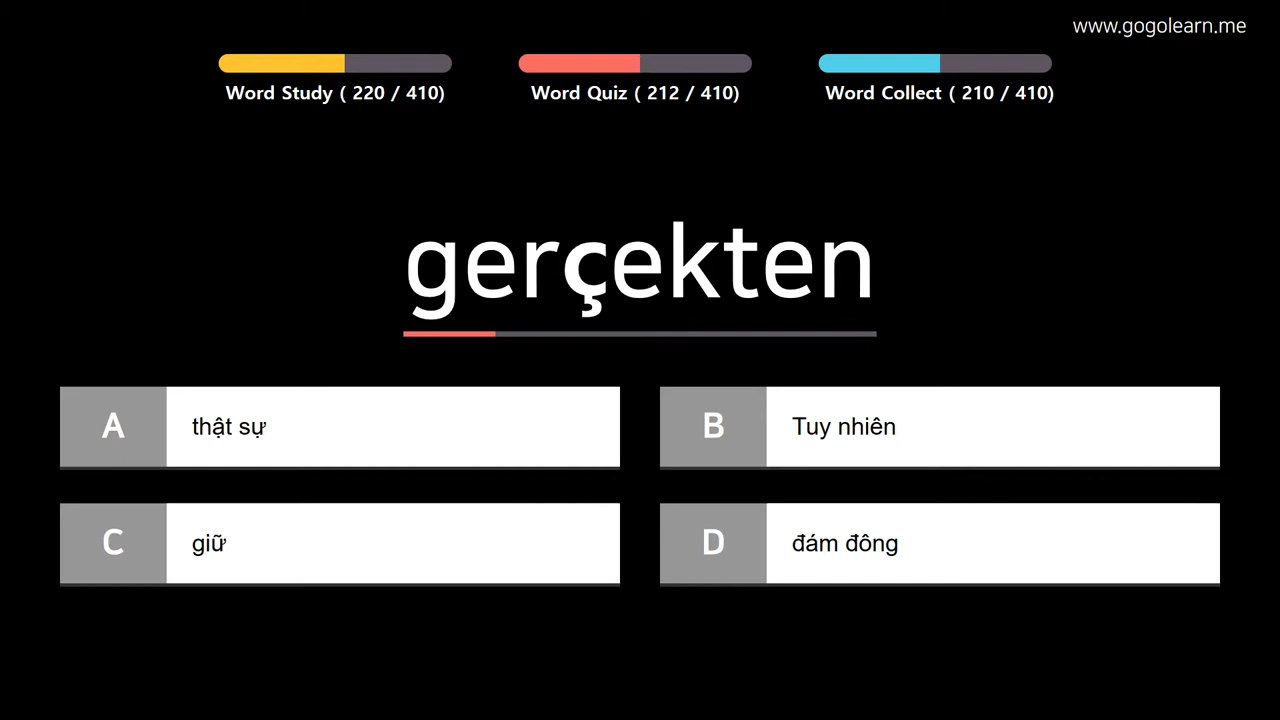 www.gogolearn.me
Word Study ( 220 / 410)
Word Quiz ( 212 / 410)
Word Collect ( 210 / 410)
gerçekten
A thật sự
B Tuy nhiên
C giữ
D đám đông